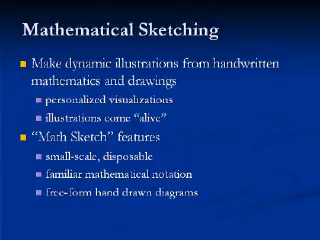 Mathematical Sketching
Make dynamic illustrations from handwritten
mathematics and drawings
personalized visualizations
illustrations come “alive”
“Math Sketch” features
small-scale, disposable
familiar mathematical notation
free-form hand drawn diagrams